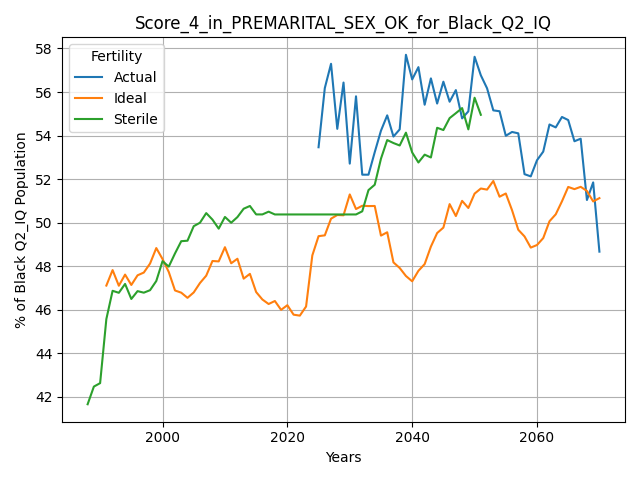 Score_4_in_PREMARITAL_SEX_OK_for_Black_Q2_IQ
Fertility
Actual
Ideal
Sterile
% of Black Q2_IQ Population
58
56
54
52
50
48
46
44
42
2000
2020
2040
2060
Years